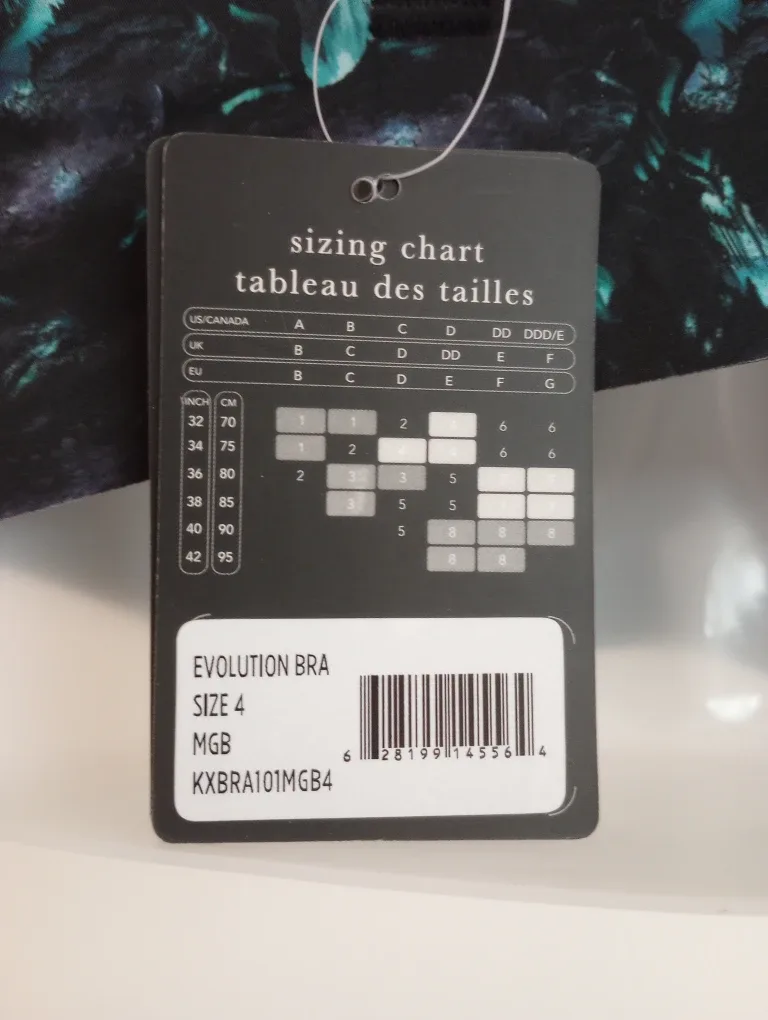 sizing chart
tableau des tailles
US/CANADA A B C D DD DDD/E
UK B C D DD E F
EU B C D E F G
INCH CM
32 70 1 1 2 6 6
34 75 1 2 6 6
36 80 2 3 3 5
38 85 3 5 5
40 90 5 8 8 8
42 95 8 8
EVOLUTION BRA
SIZE 4
MGB
KXBRA101MGB4
6 28199 14556 4